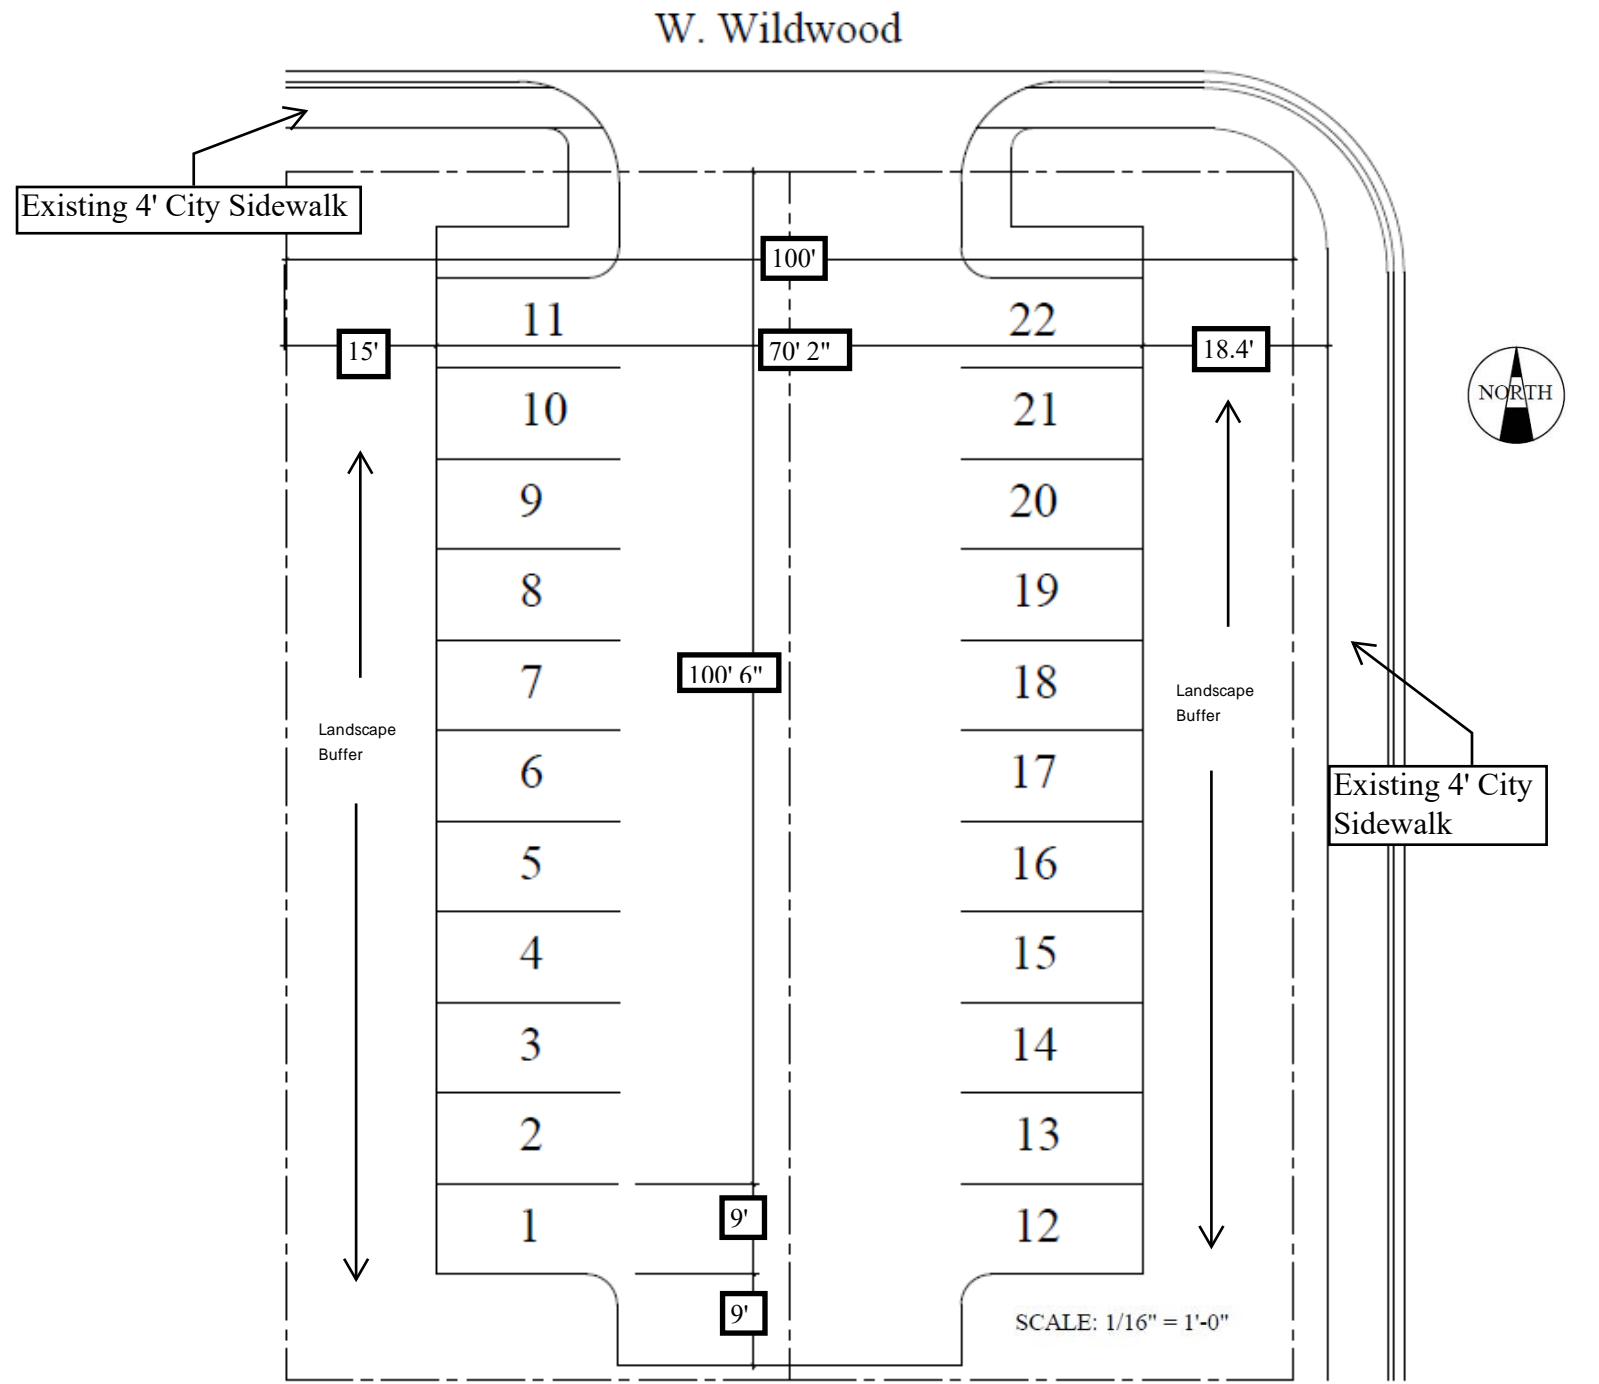 W. Wildwood
Existing 4' City Sidewalk
100'
11
22
15'
70' 2"
18.4'
NORTH
10
21
9
20
8
19
7
18
100' 6"
Landscape
Buffer
Landscape
Buffer
6
17
Existing 4' City
Sidewalk
5
16
4
15
3
14
2
13
1
9'
12
9'
SCALE: 1/16" = 1'-0"